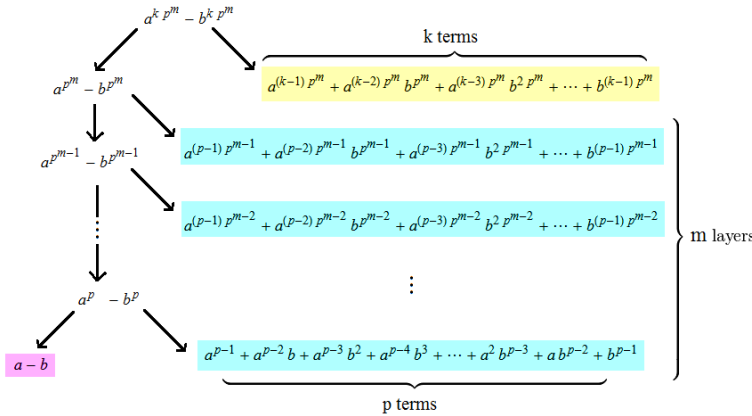 a^{k p^m} − b^{k p^m}
k terms
a^{(k−1) p^m} + a^{(k−2) p^m} b^{p^m} + a^{(k−3) p^m} b^{2 p^m} + ⋯ + b^{(k−1) p^m}
a^{p^m} − b^{p^m}
a^{(p−1) p^{m−1}} + a^{(p−2) p^{m−1}} b^{p^{m−1}} + a^{(p−3) p^{m−1}} b^{2 p^{m−1}} + ⋯ + b^{(p−1) p^{m−1}}
a^{p^{m−1}} − b^{p^{m−1}}
a^{(p−1) p^{m−2}} + a^{(p−2) p^{m−2}} b^{p^{m−2}} + a^{(p−3) p^{m−2}} b^{2 p^{m−2}} + ⋯ + b^{(p−1) p^{m−2}}
m layers
⋮
⋮
a^p − b^p
a^{p−1} + a^{p−2} b + a^{p−3} b^2 + a^{p−4} b^3 + ⋯ + a^2 b^{p−3} + a b^{p−2} + b^{p−1}
a − b
p terms